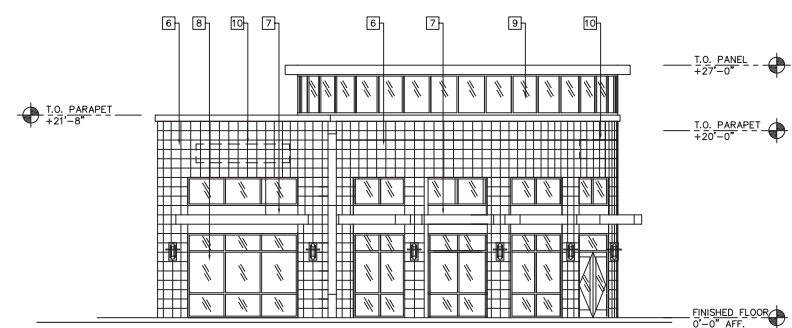 6
8
10
7
6
7
9
10
T.O. PANEL
+27'-0"
T.O. PARAPET
+21'-8"
T.O. PARAPET
+20'-0"
FINISHED FLOOR
0'-0" AFF.